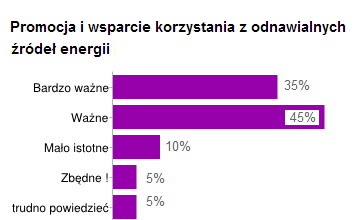 Promocja i wsparcie korzystania z odnawialnych
źródeł energii
Bardzo ważne 35%
Ważne 45%
Mało istotne 10%
Zbędne ! 5%
trudno powiedzieć 5%